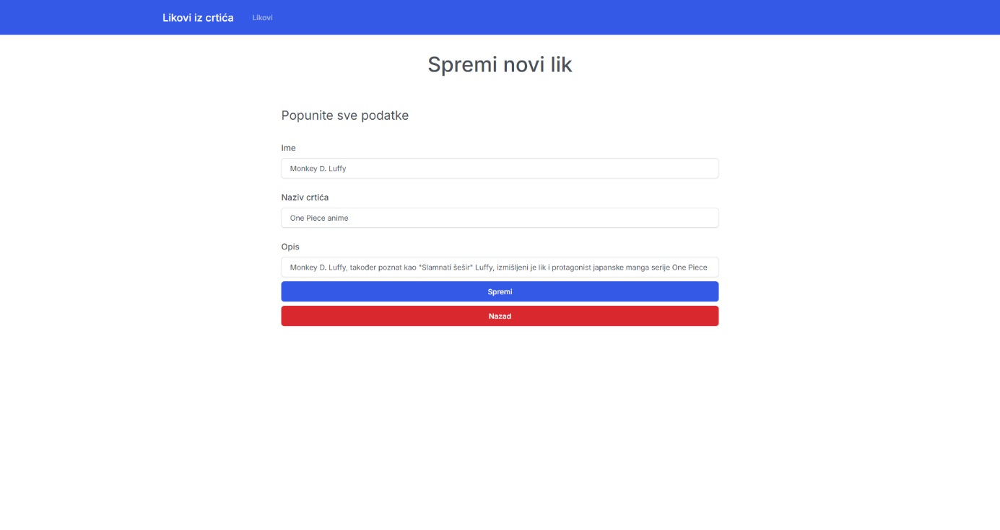 Likovi iz crtića Likovi
Spremi novi lik
Popunite sve podatke
Ime
Monkey D. Luffy
Naziv crtića
One Piece anime
Opis
Monkey D. Luffy, također poznat kao "Slamnati šešir" Luffy, izmišljeni je lik i protagonist japanske manga serije One Piece
Spremi
Nazad